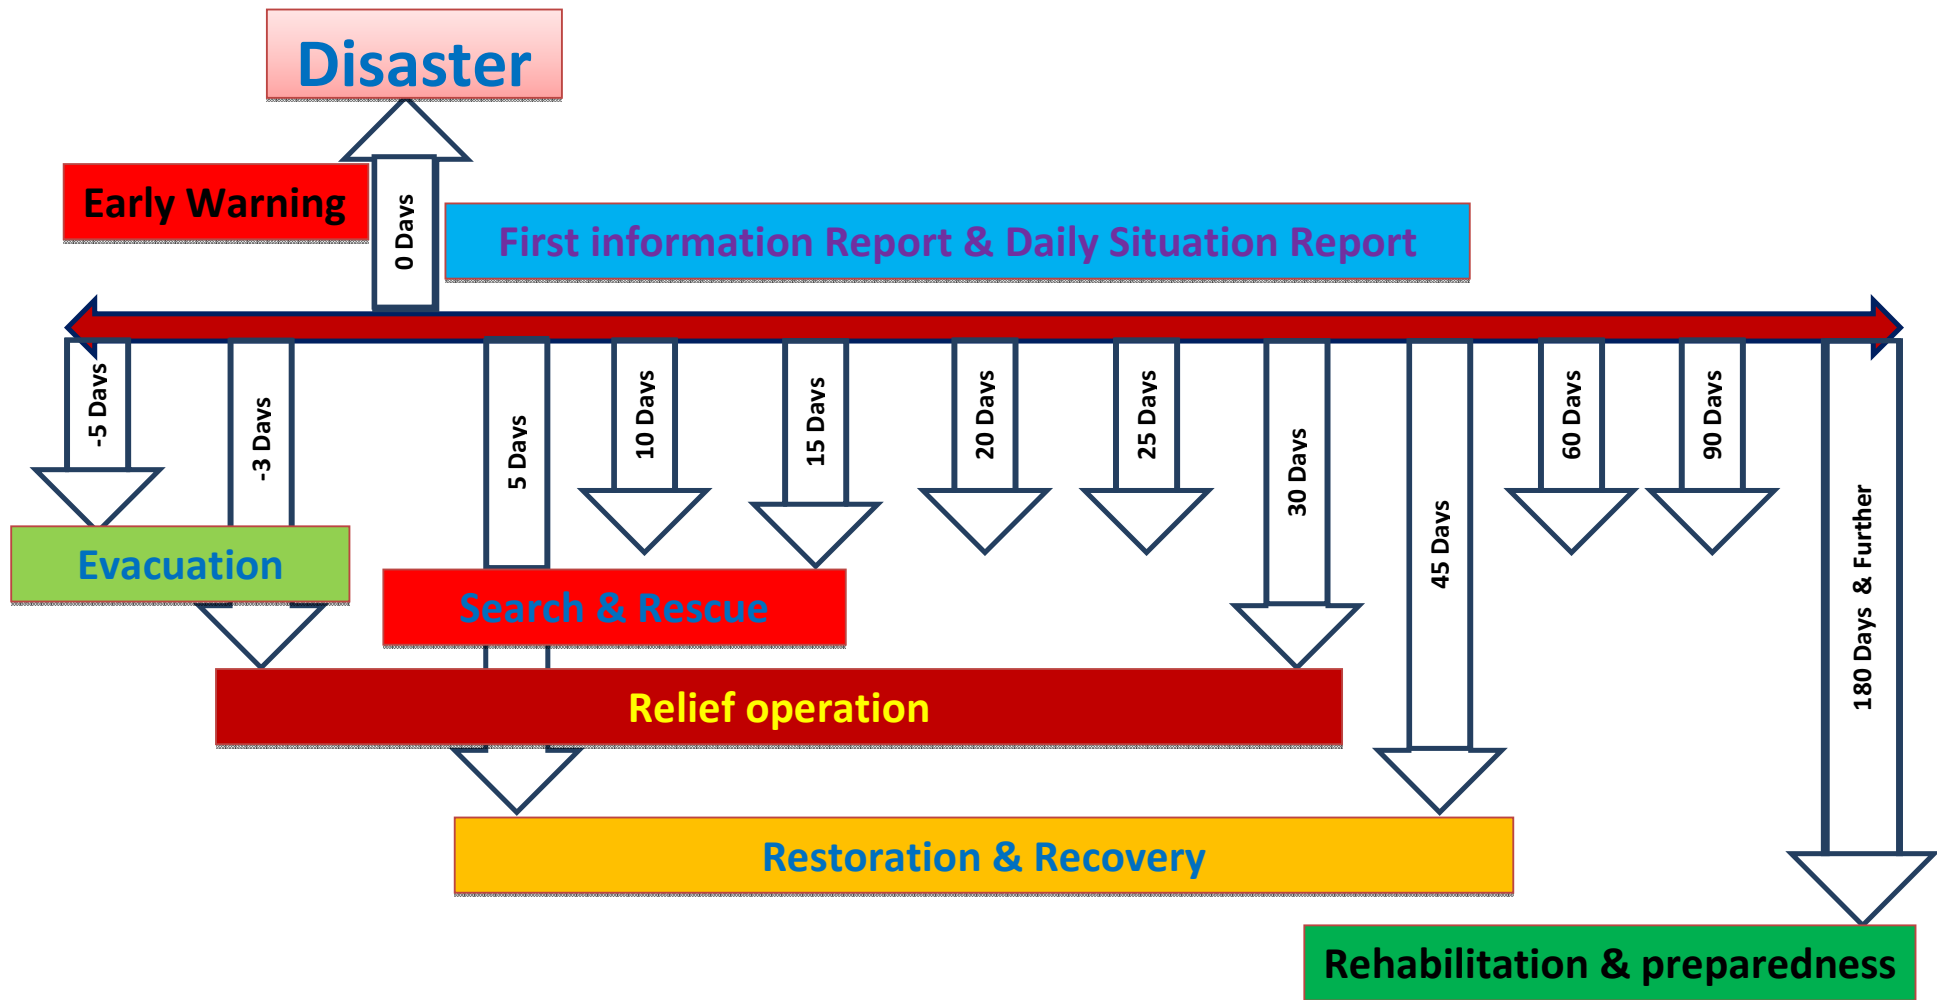 Disaster
Early Warning
0 Days
First information Report & Daily Situation Report
-5 Days
-3 Days
5 Days
10 Days
15 Days
20 Days
25 Days
30 Days
45 Days
60 Days
90 Days
180 Days & Further
Evacuation
Search & Rescue
Relief operation
Restoration & Recovery
Rehabilitation & preparedness